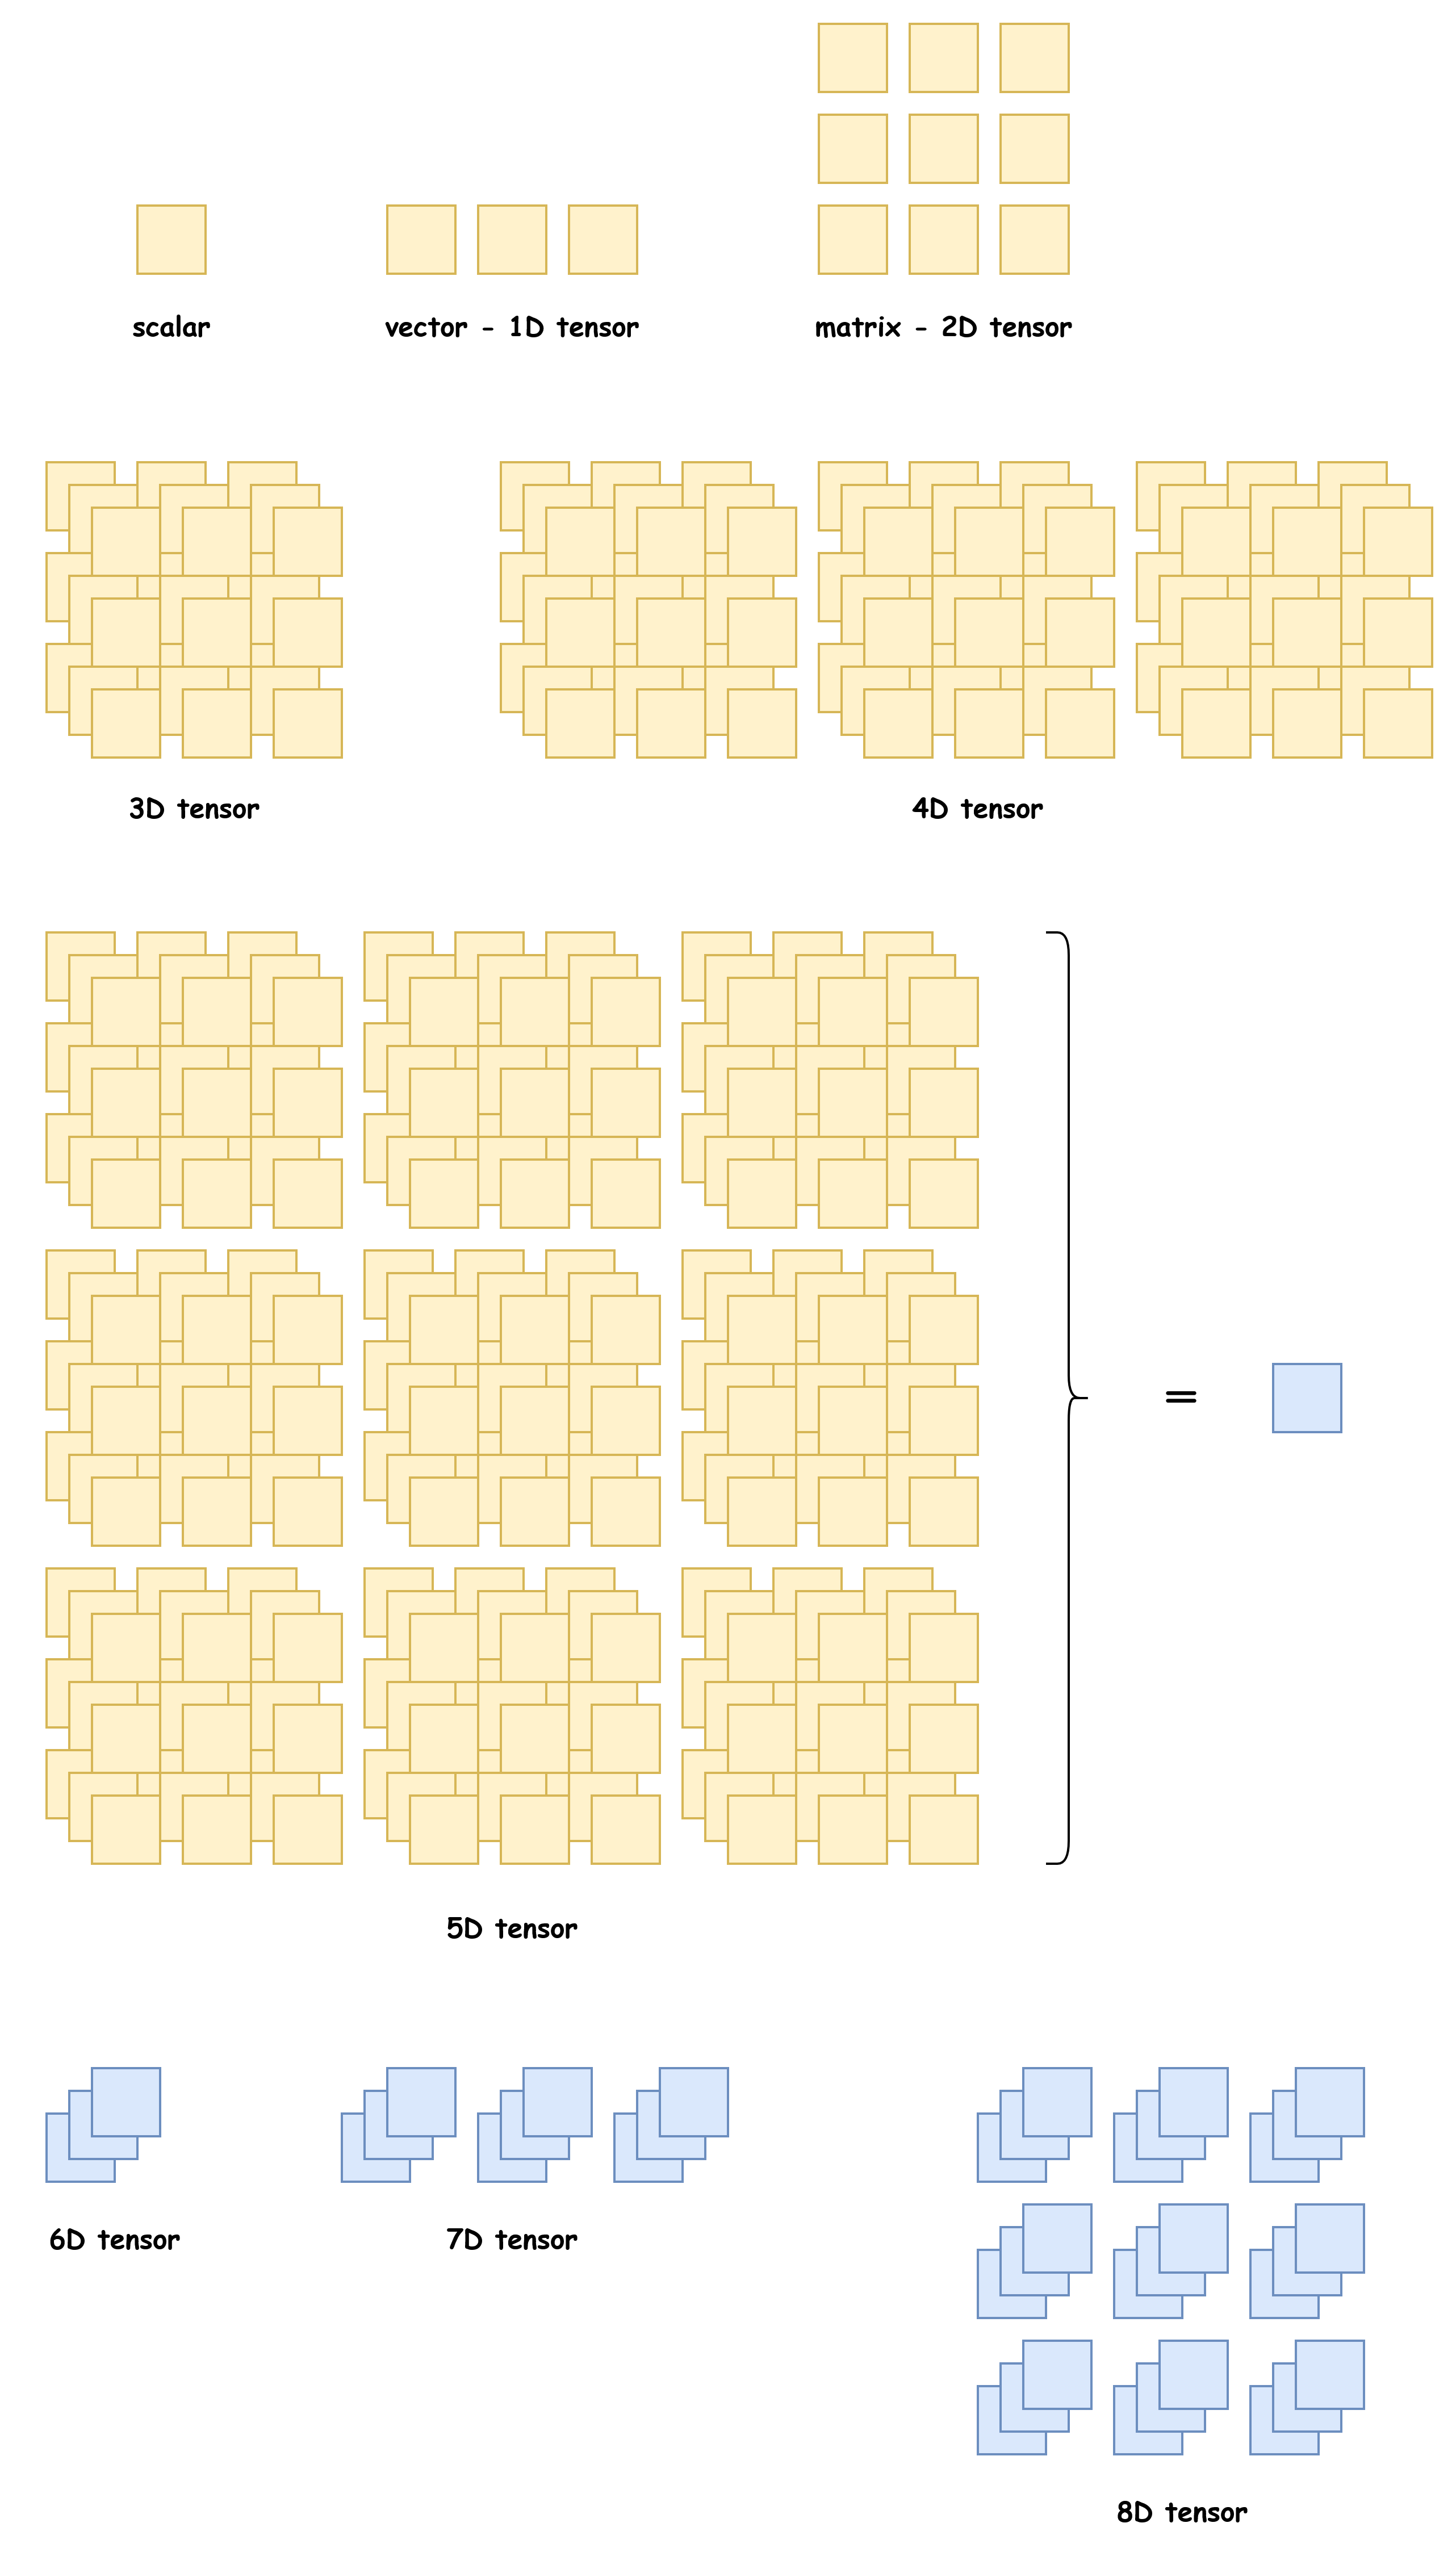 scalar
vector - 1D tensor
matrix - 2D tensor
3D tensor
4D tensor
=
5D tensor
6D tensor
7D tensor
8D tensor